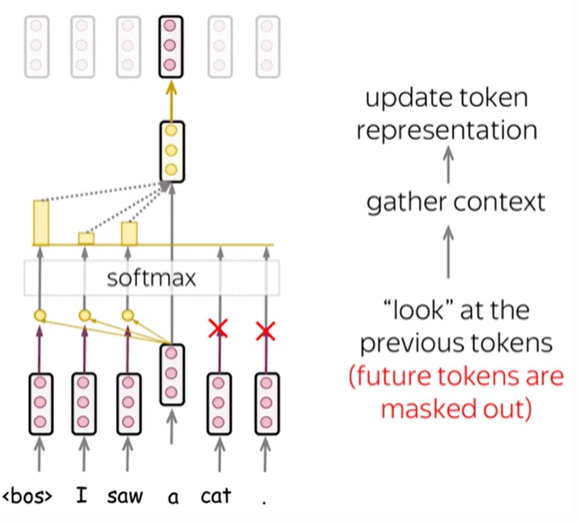 update token
representation
gather context
softmax
“look” at the
previous tokens
(future tokens are
masked out)
<bos> I saw a cat .